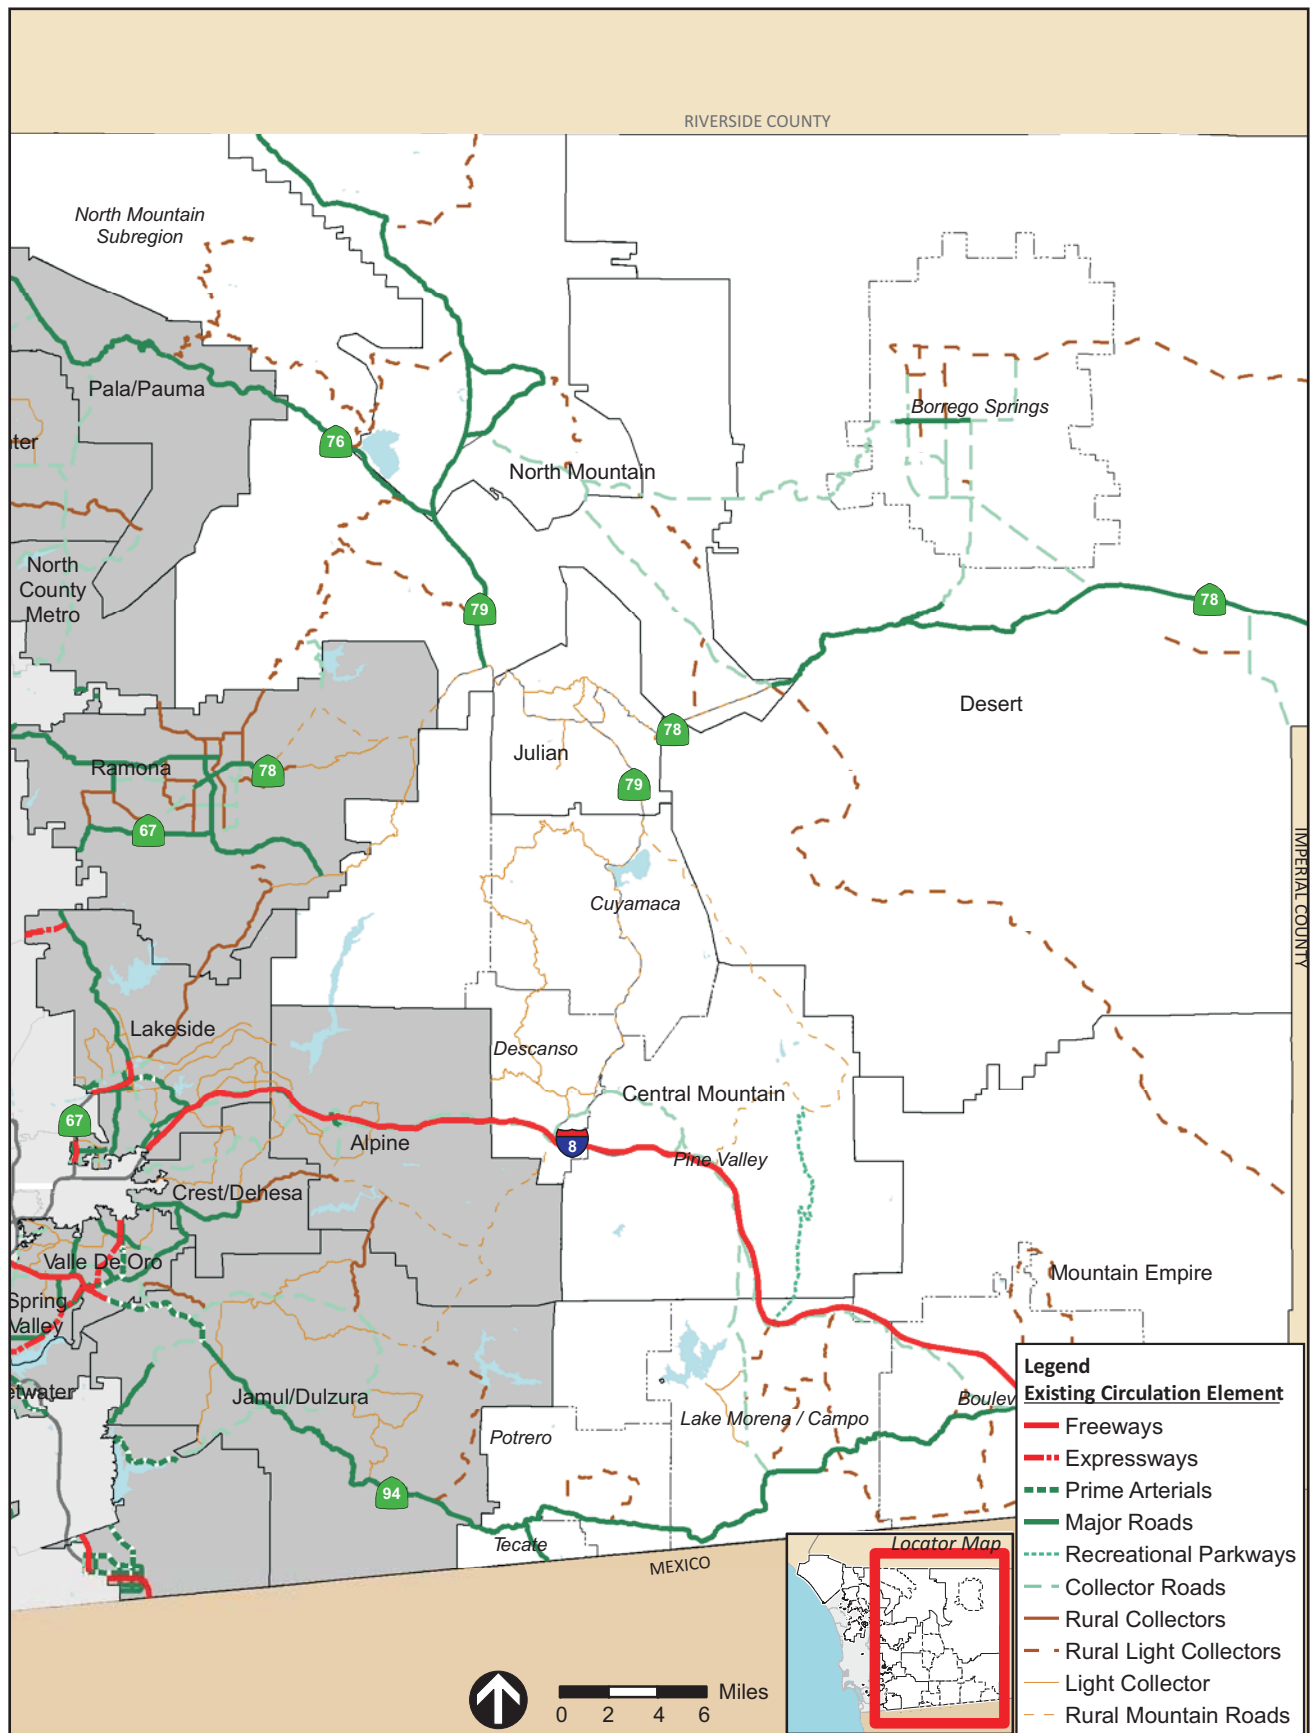 RIVERSIDE COUNTY
North Mountain
Subregion
Pala/Pauma
Borrego Springs
ter
76
North Mountain
North
County
Metro
79
78
Desert
78
Julian
Ramona
78
79
67
IMPERIAL COUNTY
Cuyamaca
Lakeside
Descanso
Central Mountain
67
Alpine
8
Pine Valley
Crest/Dehesa
Valle De Oro
Mountain Empire
Spring
Valley
etwater
Jamul/Dulzura
Boulev
Lake Morena / Campo
Potrero
94
Tecate
MEXICO
Legend
Existing Circulation Element
Freeways
Expressways
Prime Arterials
Major Roads
Recreational Parkways
Collector Roads
Rural Collectors
Rural Light Collectors
Light Collector
Rural Mountain Roads
Locator Map
Miles
0 2 4 6